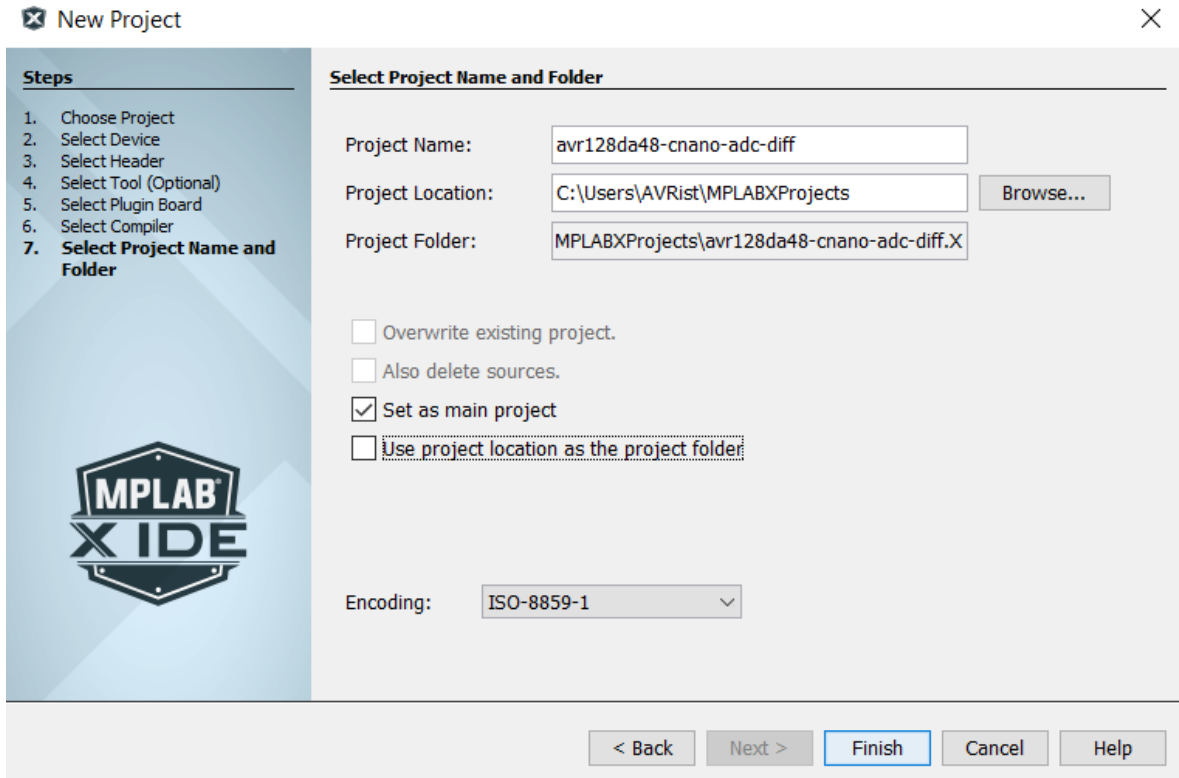 New Project
Steps
1. Choose Project
2. Select Device
3. Select Header
4. Select Tool (Optional)
5. Select Plugin Board
6. Select Compiler
7. Select Project Name and
Folder
MPLAB®
X IDE
Select Project Name and Folder
Project Name: avr128da48-cnano-adc-diff
Project Location: C:\Users\AVRist\MPLABXProjects Browse...
Project Folder: MPLABXProjects\avr128da48-cnano-adc-diff.X
Overwrite existing project.
Also delete sources.
Set as main project
Use project location as the project folder
Encoding: ISO-8859-1
< Back Next > Finish Cancel Help